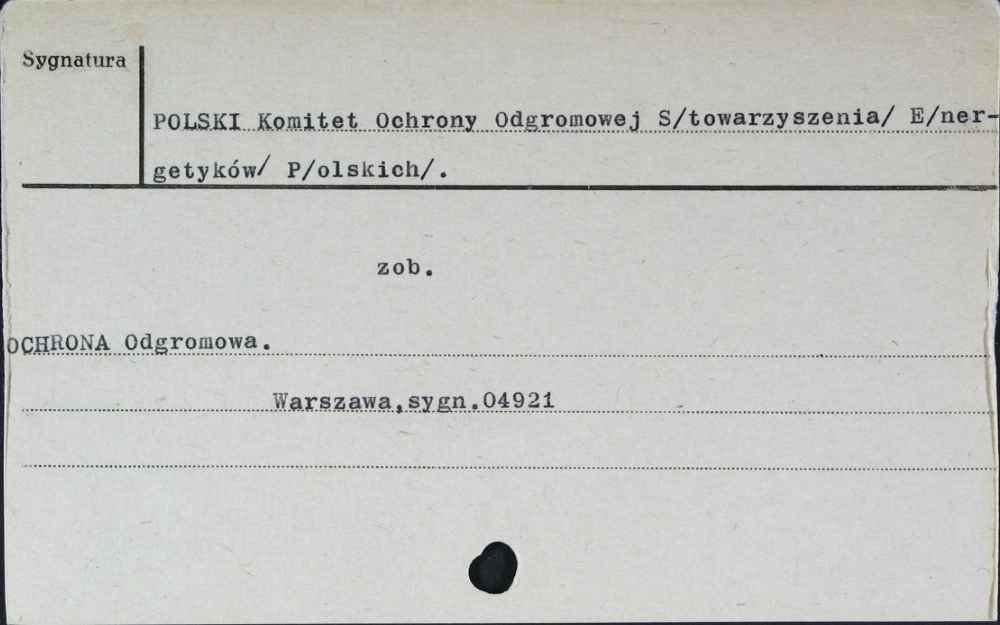 Sygnatura
POLSKI Komitet Ochrony Odgromowej S/towarzyszenia/ E/ner-
getyków/ P/olskich/.
zob.
OCHRONA Odgromowa.
Warszawa,sygn.04921